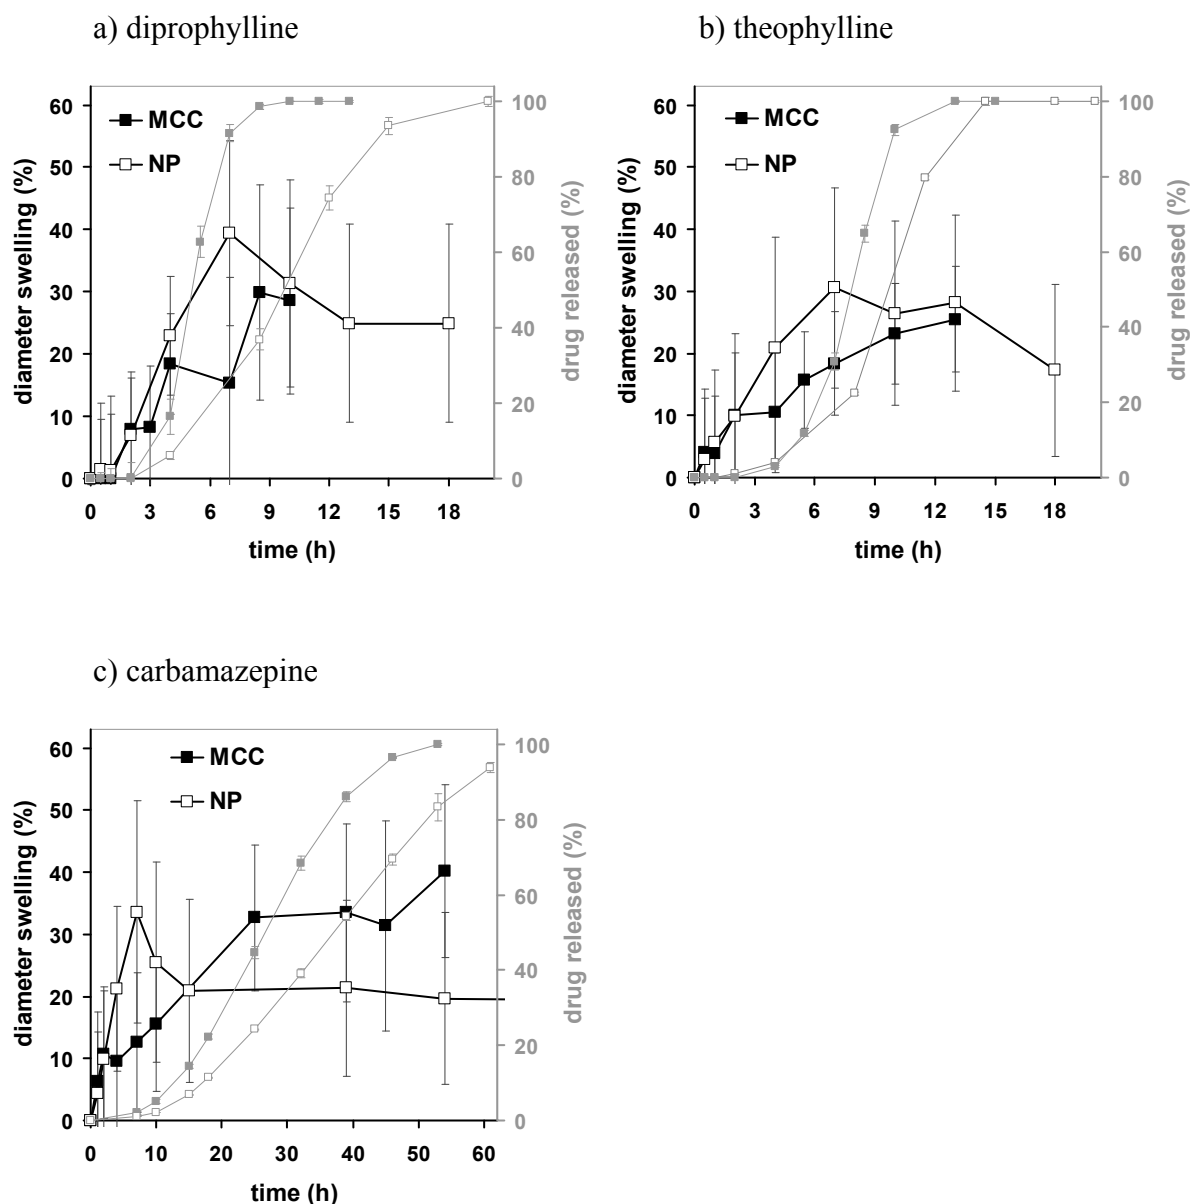 a) diprophylline
60
50
40
30
20
10
0
diameter swelling (%)
MCC
NP
100
80
60
40
20
0
drug released (%)
0 3 6 9 12 15 18
time (h)
b) theophylline
60
50
40
30
20
10
0
diameter swelling (%)
MCC
NP
100
80
60
40
20
0
drug released (%)
0 3 6 9 12 15 18
time (h)
c) carbamazepine
60
50
40
30
20
10
0
diameter swelling (%)
MCC
NP
100
80
60
40
20
0
drug released (%)
0 10 20 30 40 50 60
time (h)